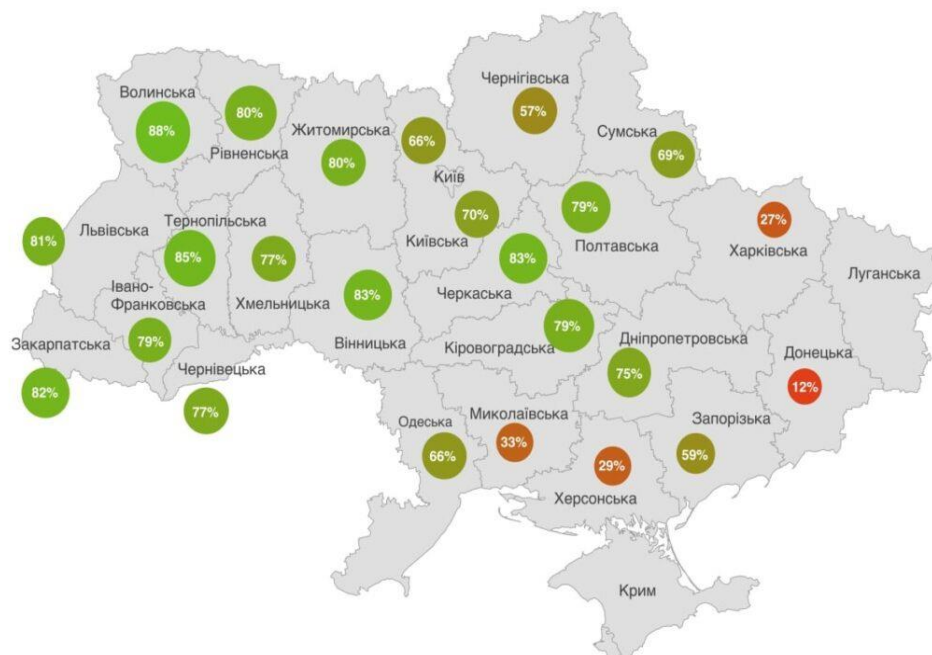 Чернігівська
57%
Волинська
88%
80%
Рівненська
Житомирська
80%
66%
Київ
Сумська
69%
Львівська
81%
Тернопільська
85%
77%
Хмельницька
70%
Київська
79%
Полтавська
27%
Харківська
Луганська
Івано-
Франковська
79%
83%
Вінницька
83%
Черкаська
79%
Кіровоградська
Дніпропетровська
75%
Донецька
12%
Закарпатська
82%
Чернівецька
77%
Одеська
66%
Миколаївська
33%
29%
Херсонська
Запорізька
59%
Крим